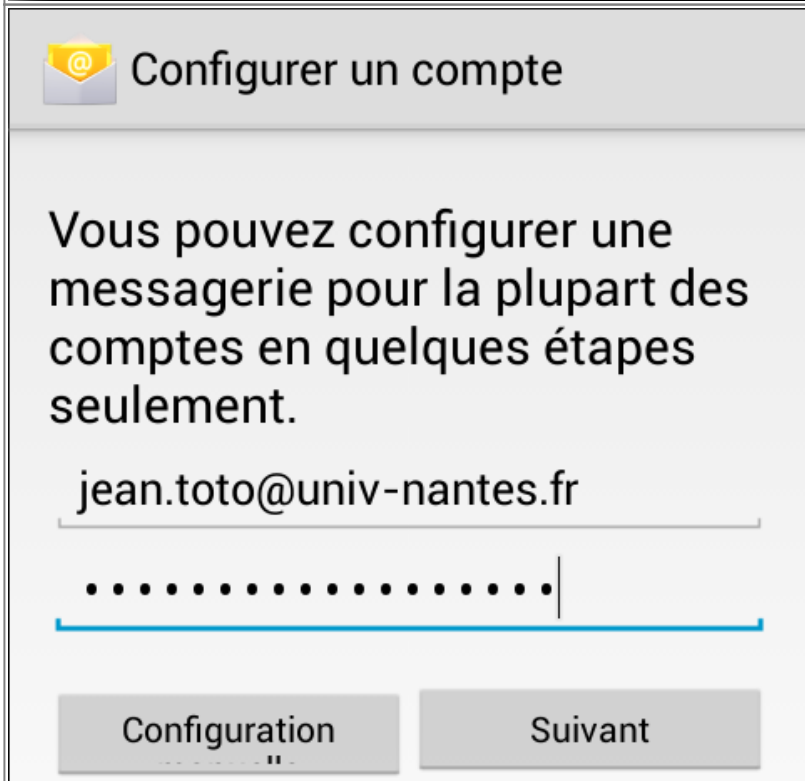 Configurer un compte
Vous pouvez configurer une
messagerie pour la plupart des
comptes en quelques étapes
seulement.
jean.toto@univ-nantes.fr
••••••••••••••••••
Configuration
Suivant